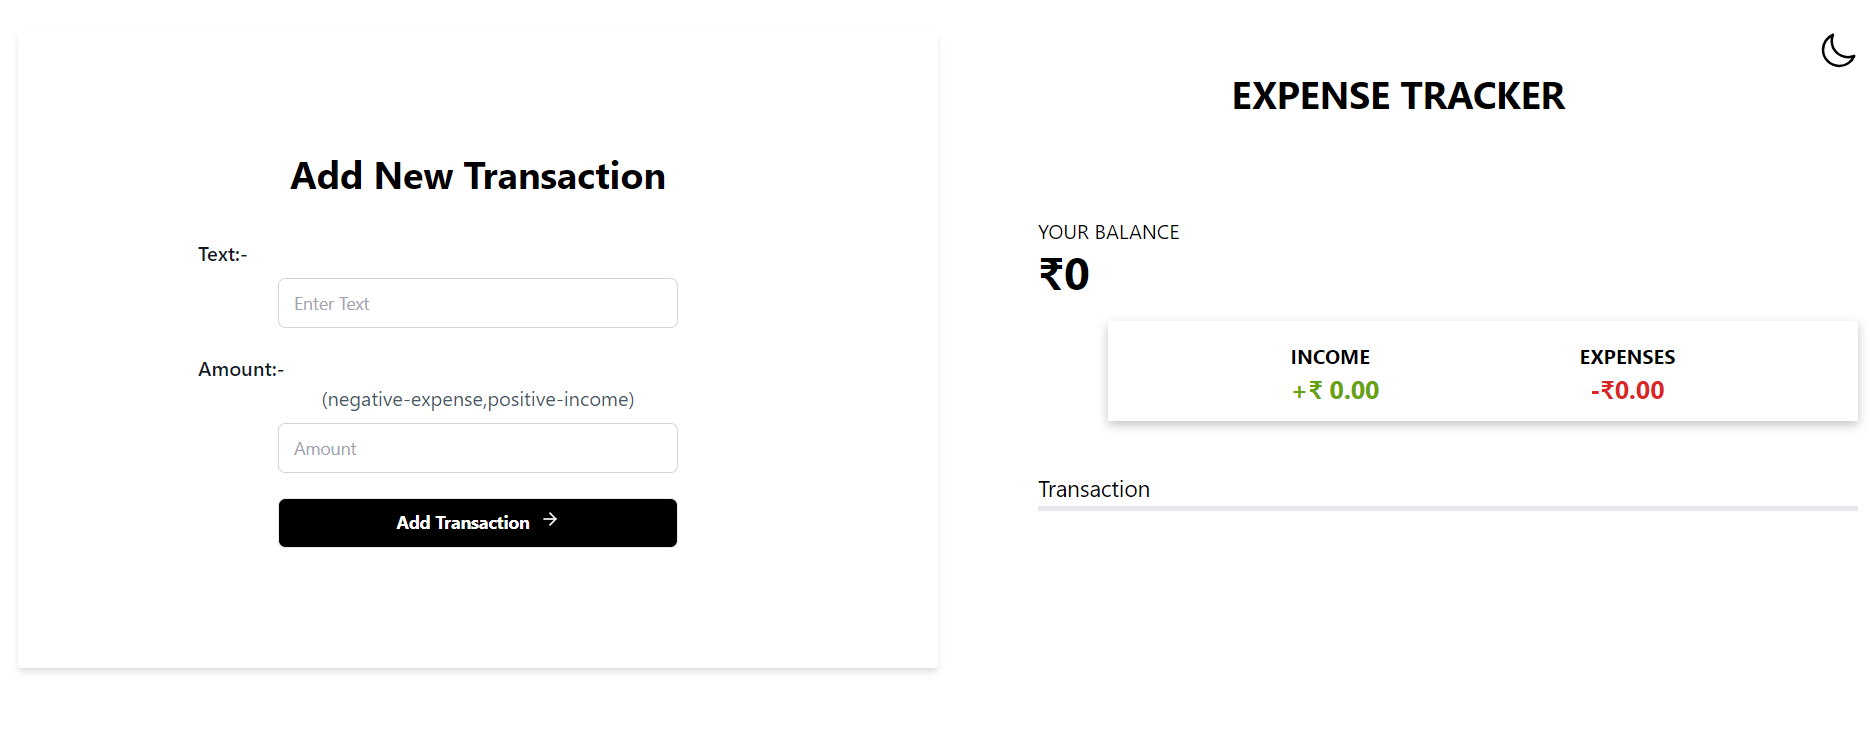 Add New Transaction
Text:-
Enter Text
Amount:-
(negative-expense,positive-income)
Amount
Add Transaction
EXPENSE TRACKER
YOUR BALANCE
₹0
INCOME
+₹ 0.00
EXPENSES
-₹0.00
Transaction